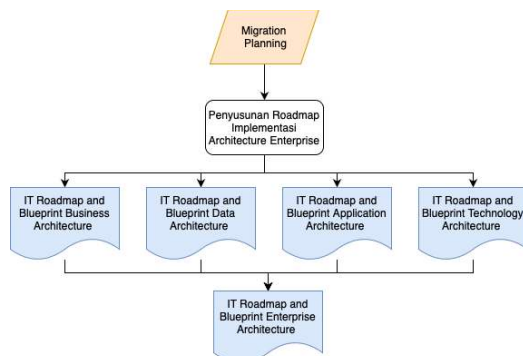 Migration
Planning
Penyusunan Roadmap
Implementasi
Architecture Enterprise
IT Roadmap and
Blueprint Business
Architecture
IT Roadmap and
Blueprint Data
Architecture
IT Roadmap and
Blueprint Application
Architecture
IT Roadmap and
Blueprint Technology
Architecture
IT Roadmap and
Blueprint Enterprise
Architecture